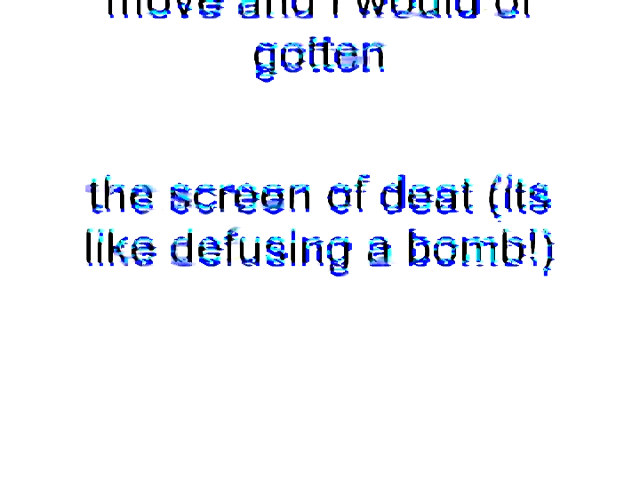 move and I would of
gotten
the screen of deat (its
like defusing a bomb!)